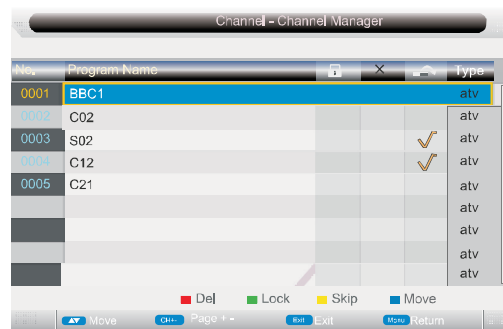 Channel - Channel Manager
No. Program Name Type
0001 BBC1 atv
0002 C02 atv
0003 S02 atv
0004 C12 atv
0005 C21 atv
atv
atv
atv
atv
Del Lock Skip Move
Move CH+- Page + - Exit Exit Menu Return